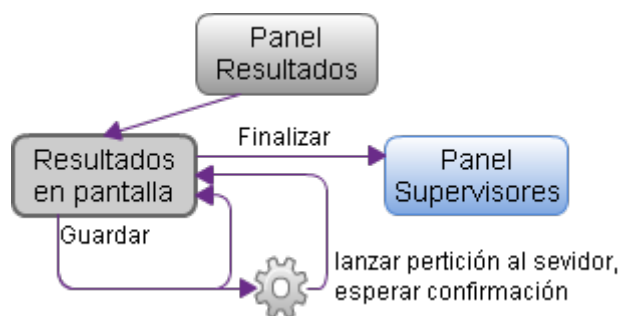 Panel
Resultados
Finalizar
Resultados
en pantalla
Panel
Supervisores
Guardar
lanzar pertición al sevidor,
esperar confirmación